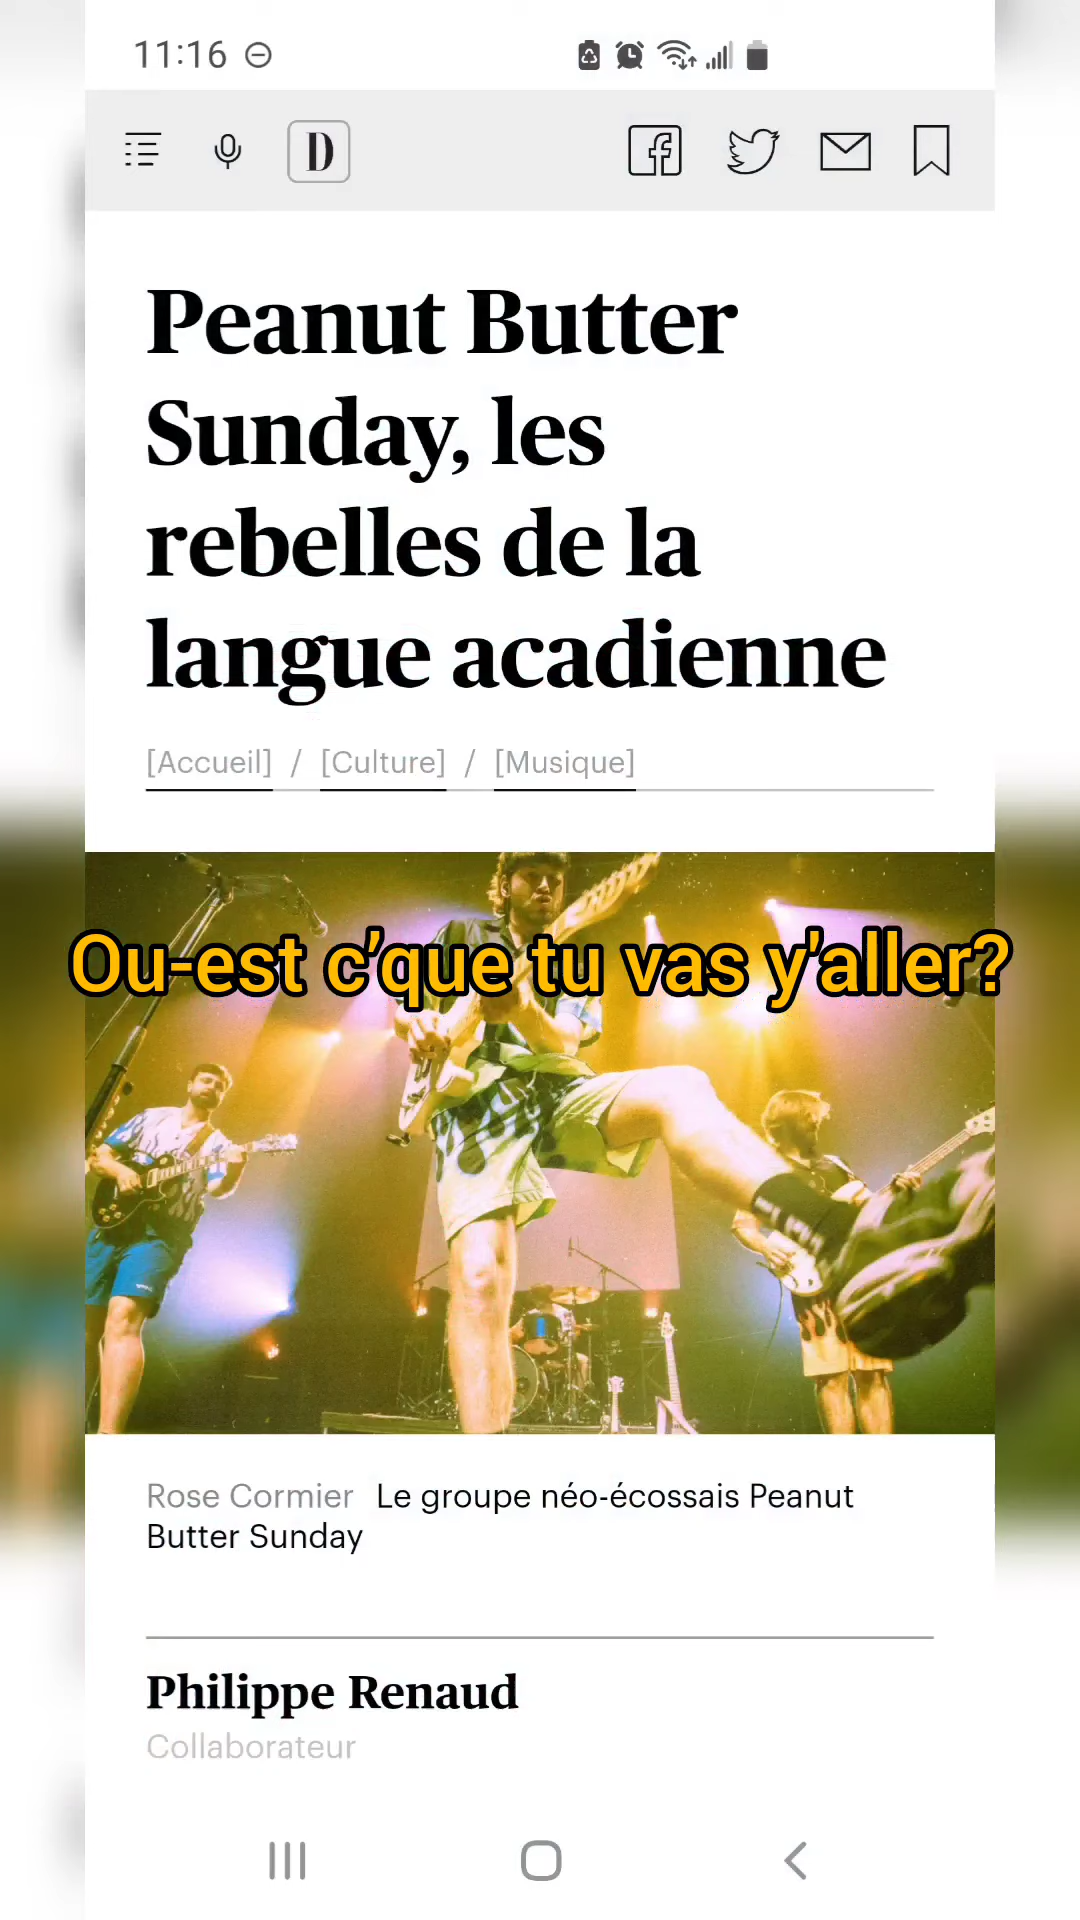 11:16
D
Peanut Butter
Sunday, les
rebelles de la
langue acadienne
[Accueil] / [Culture] / [Musique]
Ou-est c'que tu vas y'aller?
Rose Cormier Le groupe néo-écossais Peanut
Butter Sunday
Philippe Renaud
Collaborateur